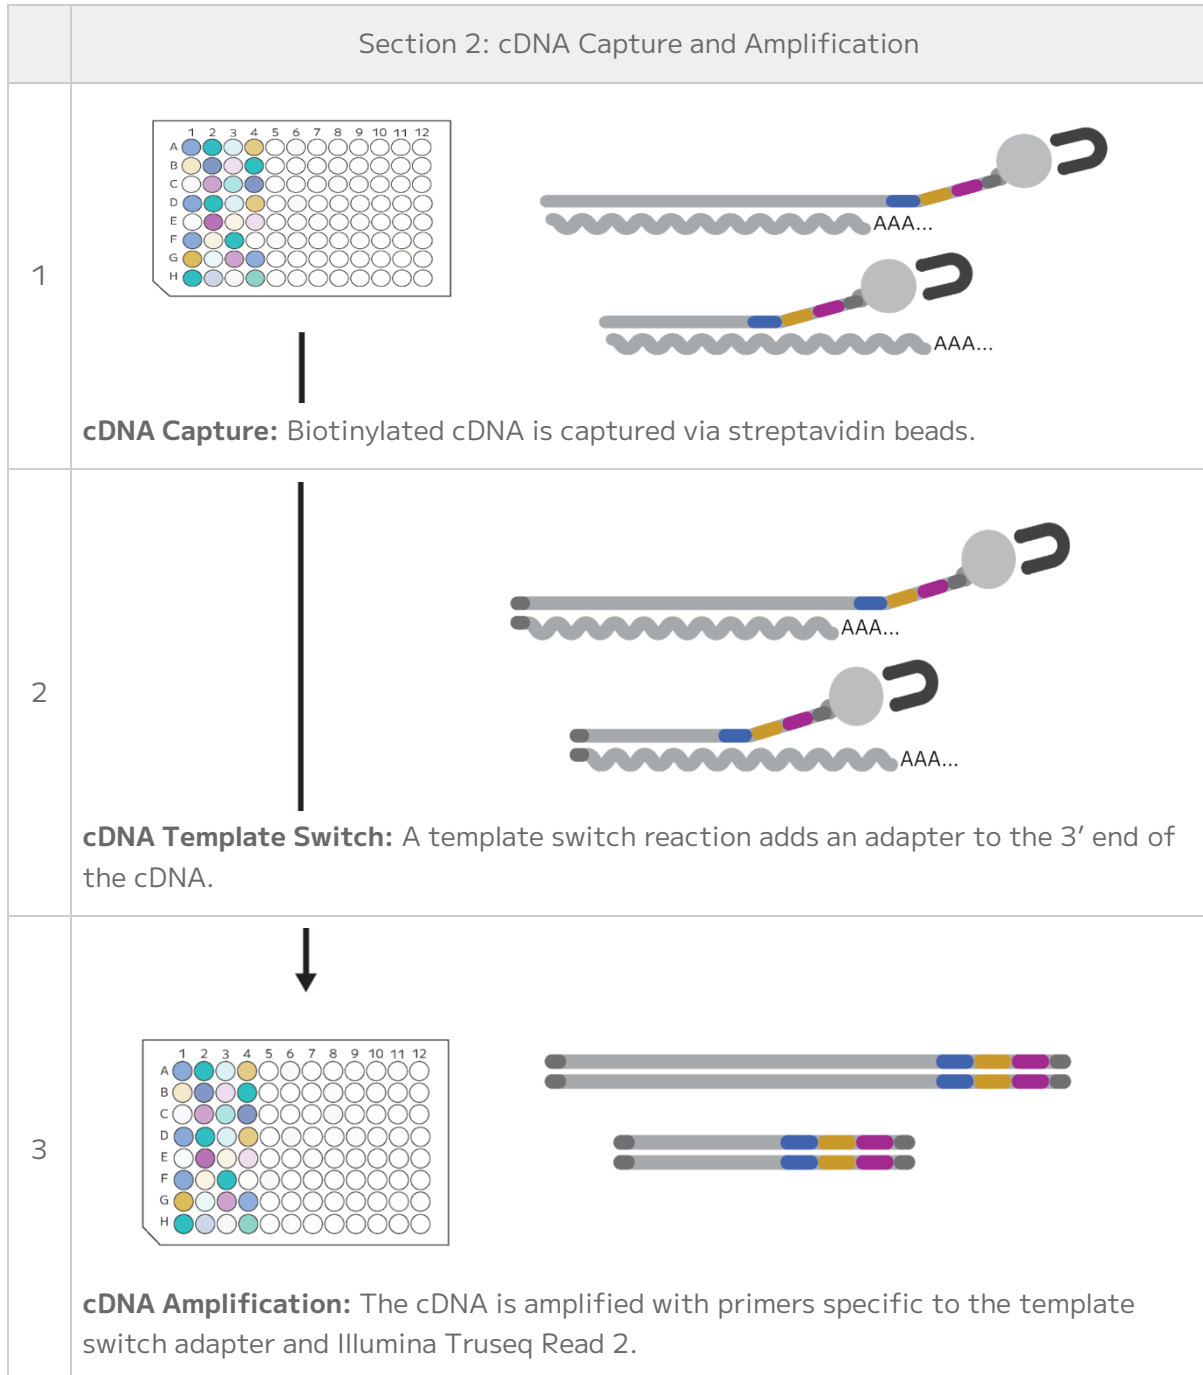 Section 2: cDNA Capture and Amplification
1
1 2 3 4 5 6 7 8 9 10 11 12
A
B
C
D
E
F
G
H
AAA...
AAA...
cDNA Capture: Biotinylated cDNA is captured via streptavidin beads.
2
AAA...
AAA...
cDNA Template Switch: A template switch reaction adds an adapter to the 3′ end of
the cDNA.
3
1 2 3 4 5 6 7 8 9 10 11 12
A
B
C
D
E
F
G
H
cDNA Amplification: The cDNA is amplified with primers specific to the template
switch adapter and Illumina Truseq Read 2.